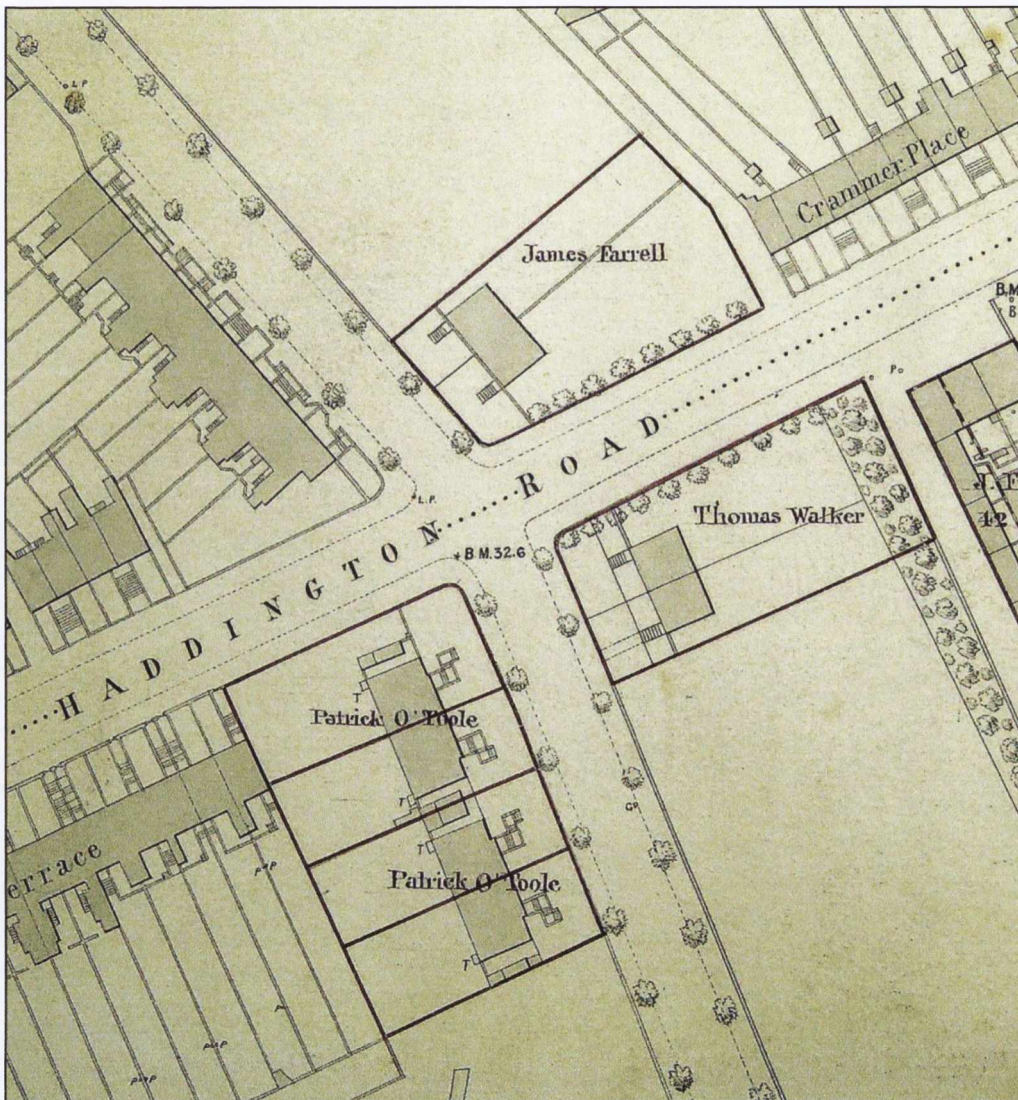 L.P.
Crammer Place
James Farrell
B.M.
B
P.
HADDINGTON ROAD
L.P.
Thomas Walker
J. F
42
B.M. 32.6
T
Patrick O'Toole
T
G.P.
T
Patrick O'Toole
T
errace
P
P
P